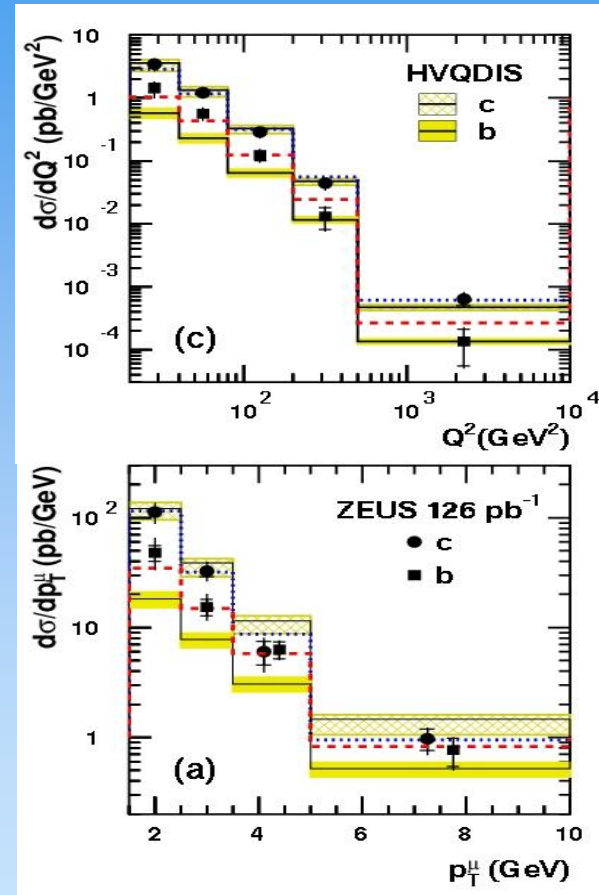 dσ/dQ² (pb/GeV²)
10
1
10⁻¹
10⁻²
10⁻³
10⁻⁴
HVQDIS
c
b
(c)
10² 10³ 10⁴
Q²(GeV²)
dσ/dp_T^μ (pb/GeV)
10²
10
1
ZEUS 126 pb⁻¹
c
b
(a)
2 4 6 8 10
p_T^μ (GeV)